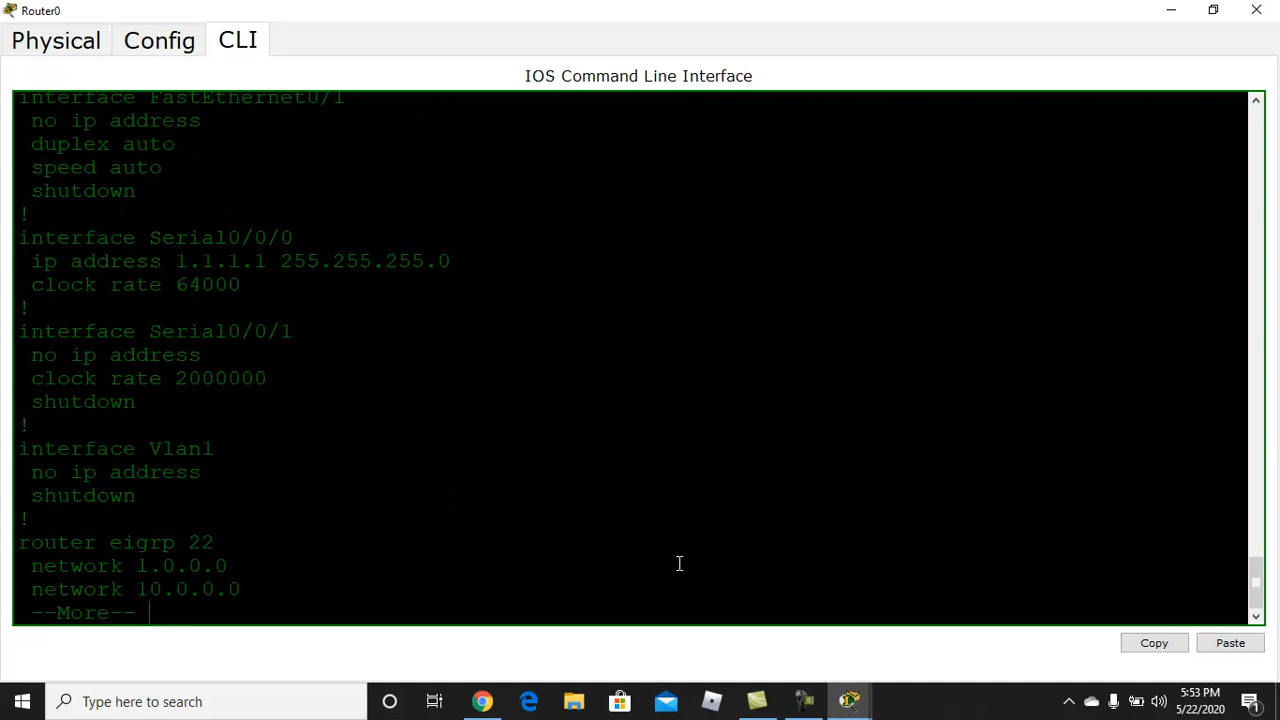 Router0
Physical Config CLI
IOS Command Line Interface
interface FastEthernet0/1
 no ip address
 duplex auto
 speed auto
 shutdown
!
interface Serial0/0/0
 ip address 1.1.1.1 255.255.255.0
 clock rate 64000
!
interface Serial0/0/1
 no ip address
 clock rate 2000000
 shutdown
!
interface Vlan1
 no ip address
 shutdown
!
router eigrp 22
 network 1.0.0.0
 network 10.0.0.0
 --More--
Copy Paste
Type here to search
5:53 PM
5/22/2020
1